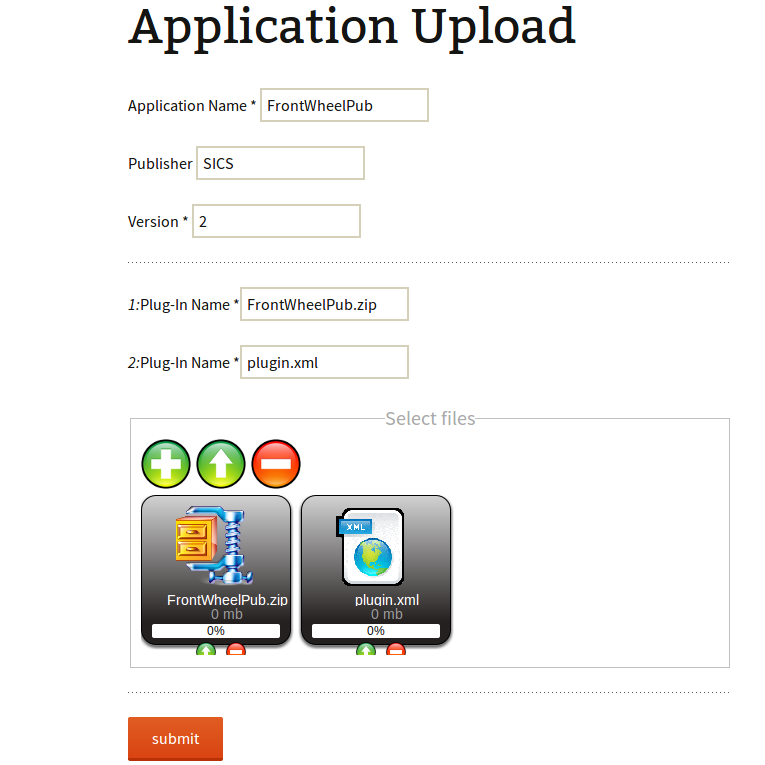 Application Upload
Application Name * FrontWheelPub
Publisher SICS
Version * 2
1:Plug-In Name * FrontWheelPub.zip
2:Plug-In Name * plugin.xml
Select files
XML
FrontWheelPub.zip plugin.xml
0 mb 0 mb
0% 0%
submit